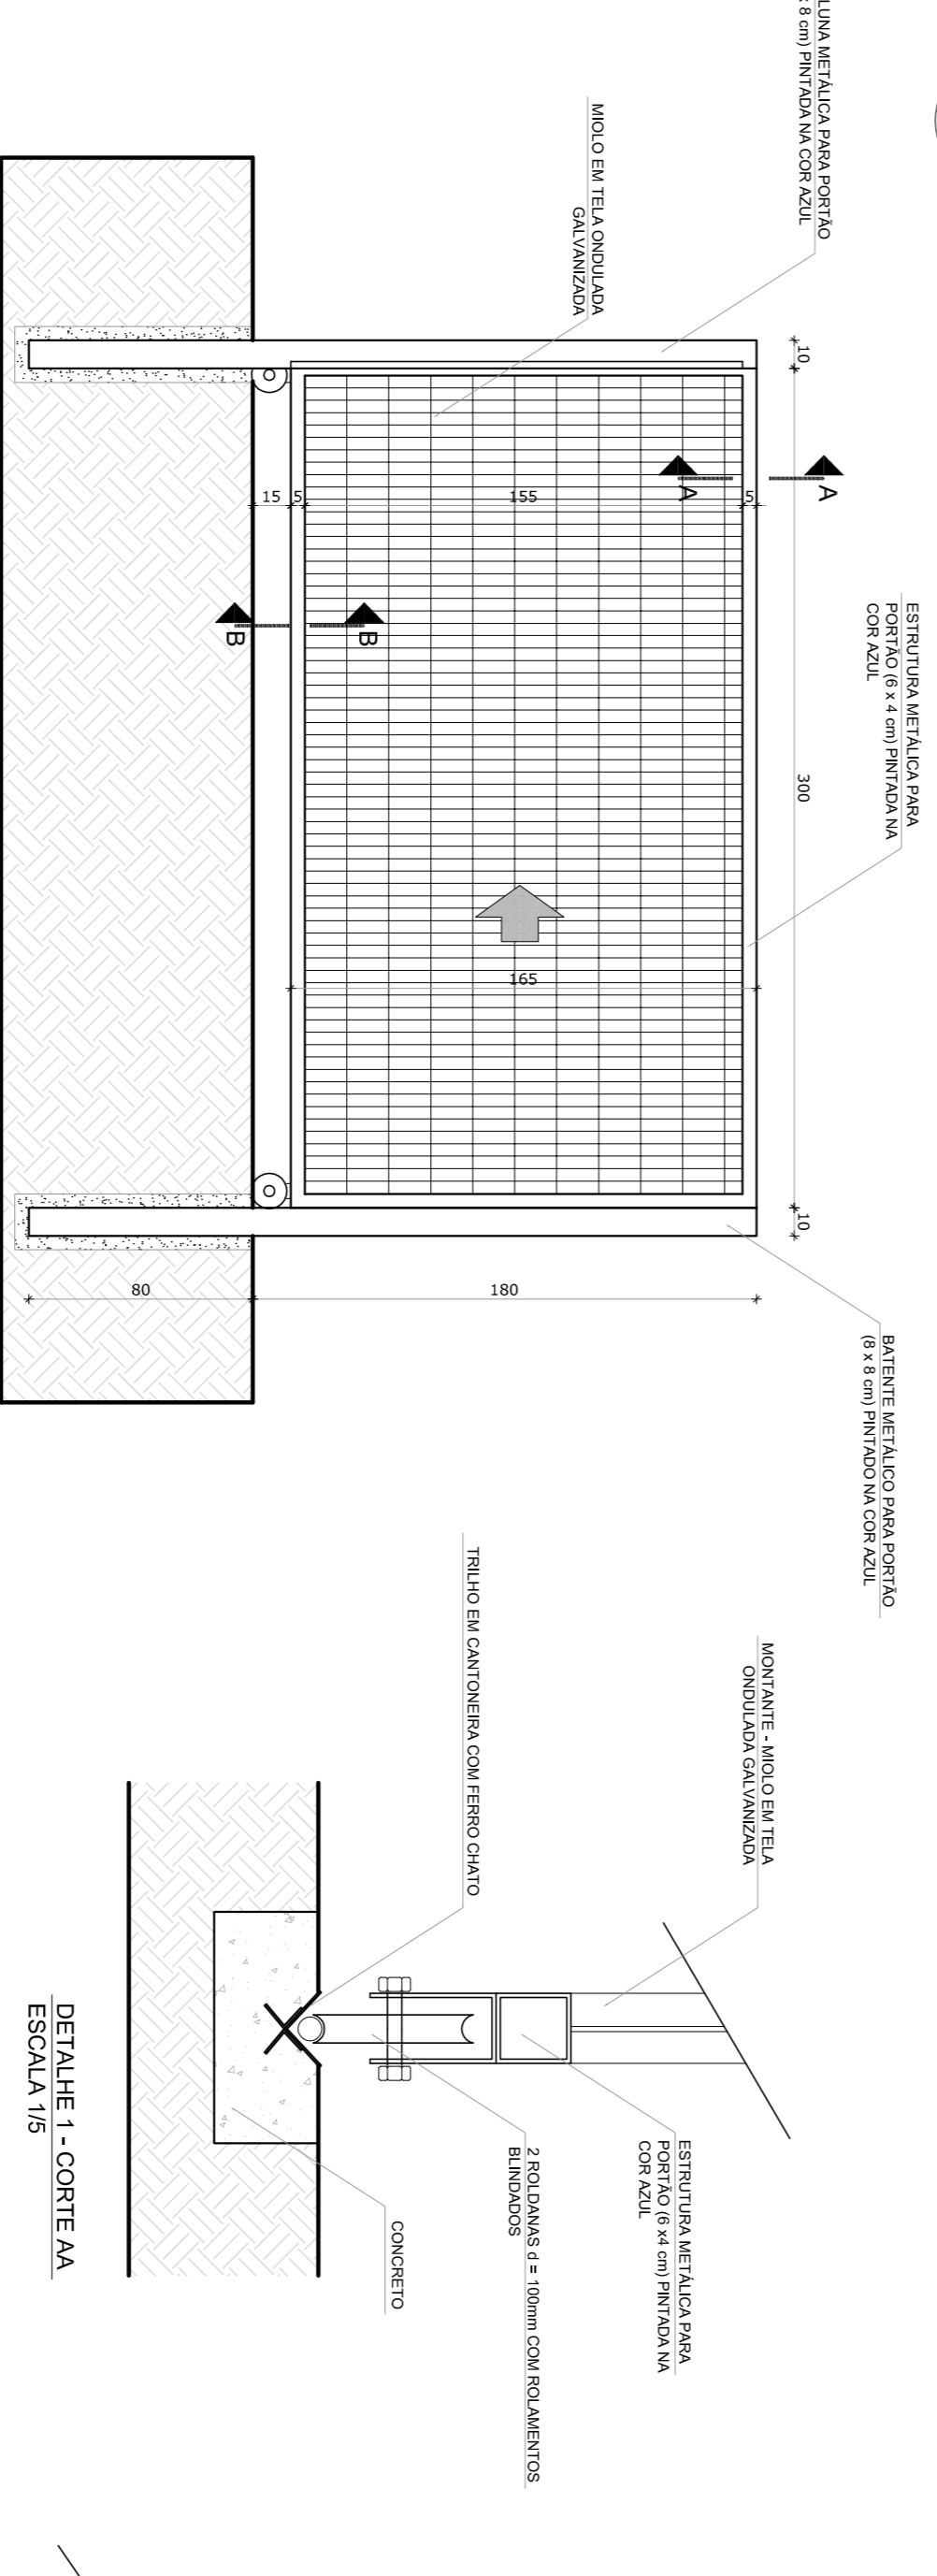 LUNA METÁLICA PARA PORTÃO
x 8 cm) PINTADA NA COR AZUL
MIOLO EM TELA ONDULADA
GALVANIZADA
ESTRUTURA METÁLICA PARA
PORTÃO (6 x 4 cm) PINTADA NA
COR AZUL
BATENTE METÁLICO PARA PORTÃO
(8 x 8 cm) PINTADO NA COR AZUL
10
300
10
A
A
B
B
5
155
5
15
165
180
80
MONTANTE - MIOLO EM TELA
ONDULADA GALVANIZADA
TRILHO EM CANTONEIRA COM FERRO CHATO
ESTRUTURA METÁLICA PARA
PORTÃO (6 x4 cm) PINTADA NA
COR AZUL
2 ROLDANAS d = 100mm COM ROLAMENTOS
BLINDADOS
CONCRETO
DETALHE 1 - CORTE AA
ESCALA 1/5